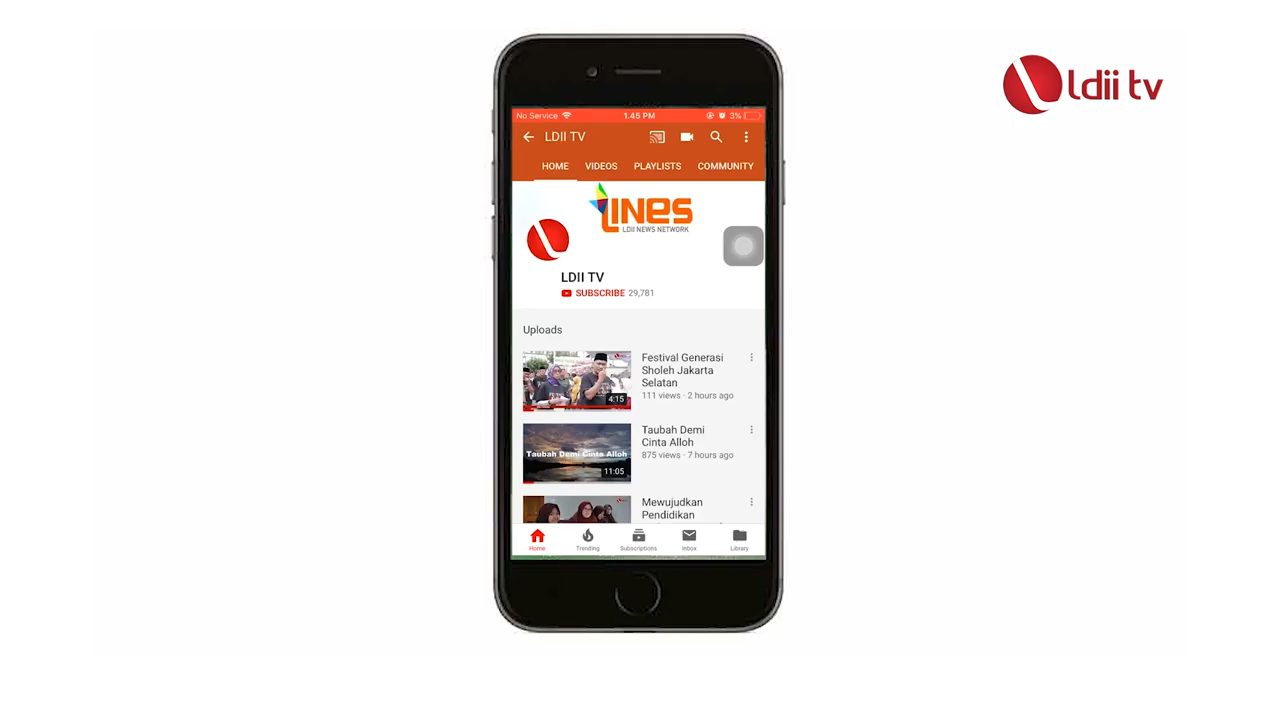 ldii tv
No Service 1.45 PM 3%
LDII TV
HOME VIDEOS PLAYLISTS COMMUNITY
LINES
LDII NEWS NETWORK
LDII TV
SUBSCRIBE 29,781
Uploads
Festival Generasi
Sholeh Jakarta
Selatan
111 views · 2 hours ago
4:15
Taubah Demi
Cinta Alloh
875 views · 7 hours ago
Taubah Demi Cinta Alloh
11:05
Mewujudkan
Pendidikan
Home Trending Subscriptions Inbox Library